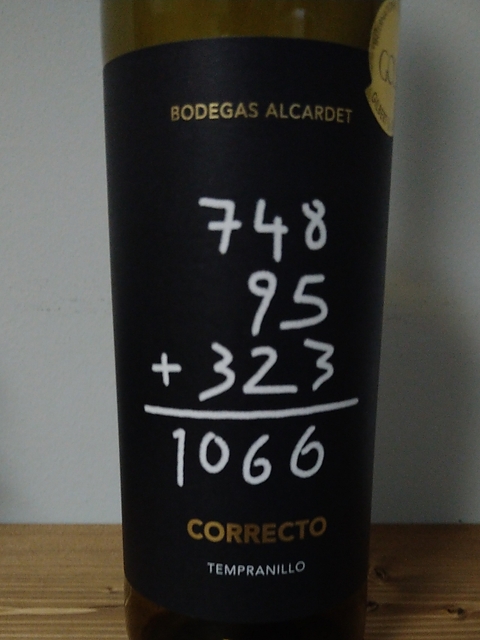 BODEGAS ALCARDET
748
95
+ 323
1066
CORRECTO
TEMPRANILLO